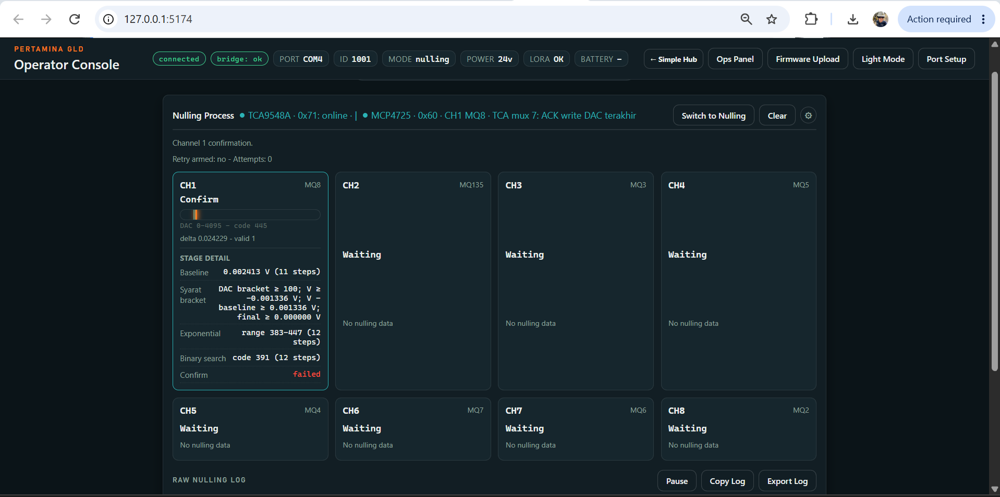 127.0.0.1:5174
Action required
PERTAMINA GLD
Operator Console
connected
bridge: ok
PORT COM4
ID 1001
MODE nulling
POWER 24v
LORA OK
BATTERY –
← Simple Hub
Ops Panel
Firmware Upload
Light Mode
Port Setup
Nulling Process
TCA9548A · 0x71: online · |
MCP4725 · 0x60 · CH1 MQ8 · TCA mux 7: ACK write DAC terakhir
Switch to Nulling
Clear
Channel 1 confirmation.
Retry armed: no - Attempts: 0
CH1
MQ8
Confirm
DAC 0–4095 – code 445
delta 0.024229 - valid 1
STAGE DETAIL
Baseline
0.002413 V (11 steps)
Syarat
bracket
DAC bracket ≥ 100; V ≥
-0.001336 V; V -
baseline ≥ 0.001336 V;
final ≥ 0.000000 V
Exponential
range 383–447 (12
steps)
Binary search
code 391 (12 steps)
Confirm
failed
CH2
MQ135
Waiting
No nulling data
CH3
MQ3
Waiting
No nulling data
CH4
MQ5
Waiting
No nulling data
CH5
MQ4
Waiting
No nulling data
CH6
MQ7
Waiting
No nulling data
CH7
MQ6
Waiting
No nulling data
CH8
MQ2
Waiting
No nulling data
RAW NULLING LOG
Pause
Copy Log
Export Log